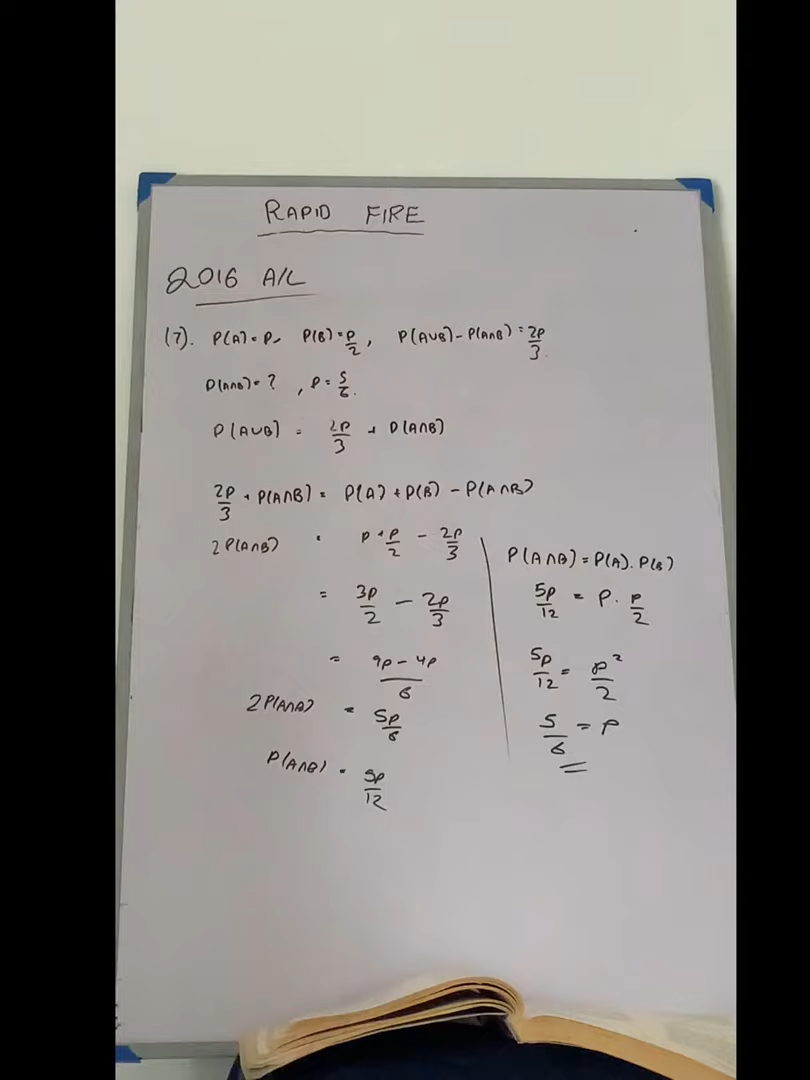 RAPID FIRE
2016 A/L
(7). P(A) = P, P(B) = P/2, P(A∪B) - P(A∩B) = 2P/3.
P(A∩B) = ? , P = 5/6.
P(A∪B) = 2P/3 + P(A∩B)
2P/3 + P(A∩B) = P(A) + P(B) - P(A∩B)
2P(A∩B) = P + P/2 - 2P/3
= 3P/2 - 2P/3
= 9P - 4P / 6
2P(A∩B) = 5P/6
P(A∩B) = 5P/12
P(A∩B) = P(A) . P(B)
5P/12 = P . P/2
5P/12 = P²/2
5/6 = P